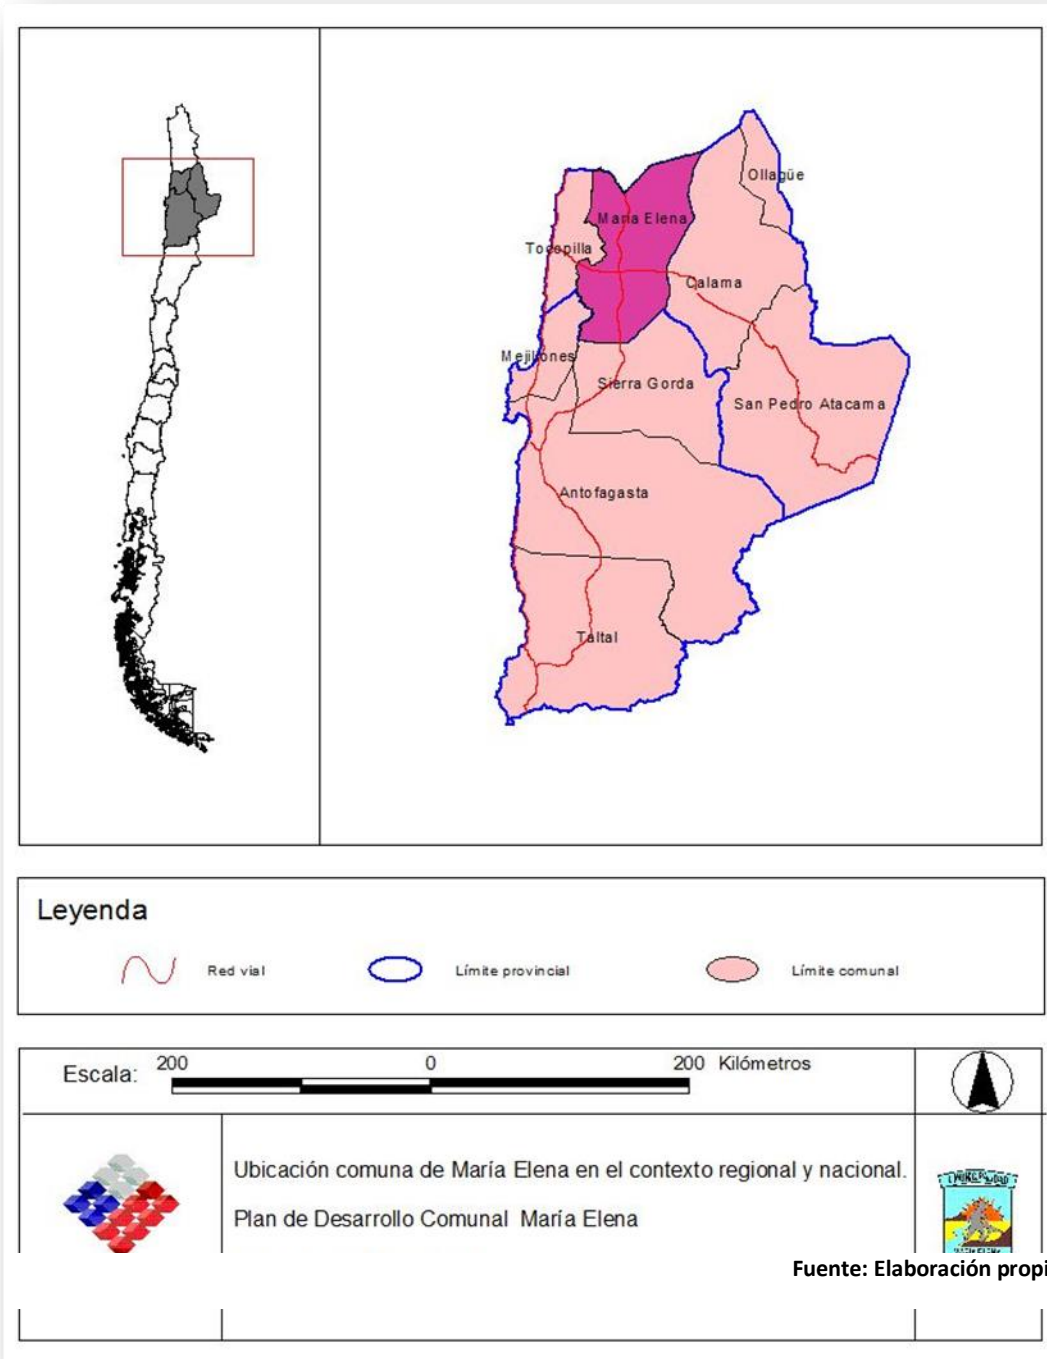 Ollagüe
María Elena
Tocopilla
Calama
Mejillones
Sierra Gorda
San Pedro Atacama
Antofagasta
Taltal
Leyenda
Red vial
Límite provincial
Límite comunal
Escala: 200 0 200 Kilómetros
Ubicación comuna de María Elena en el contexto regional y nacional.
Plan de Desarrollo Comunal María Elena
Fuente: Elaboración propi